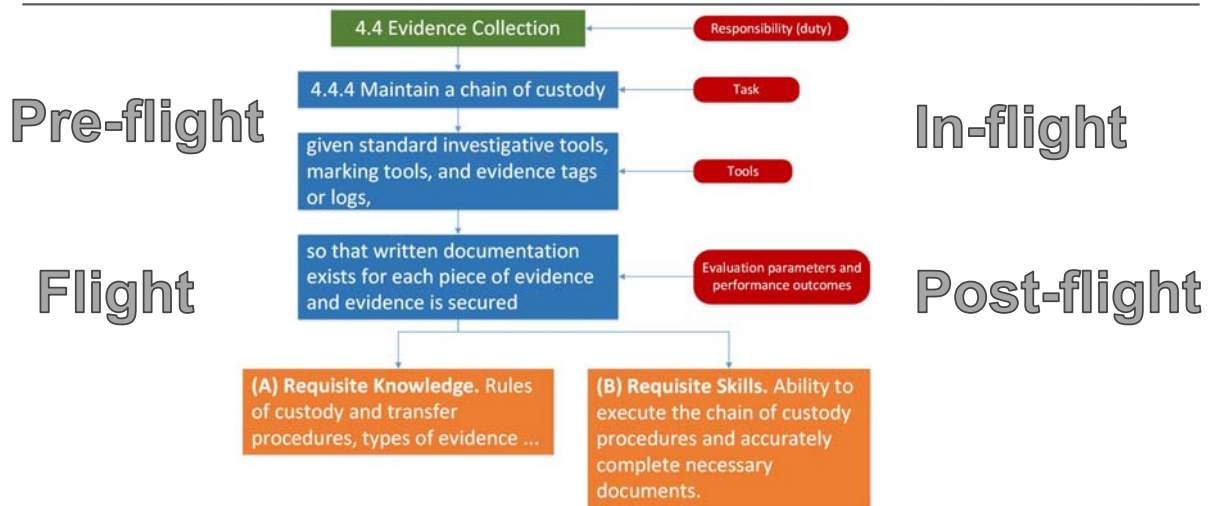 4.4 Evidence Collection
Responsibility (duty)
4.4.4 Maintain a chain of custody
Task
Pre-flight
In-flight
given standard investigative tools,
marking tools, and evidence tags
or logs,
Tools
so that written documentation
exists for each piece of evidence
and evidence is secured
Evaluation parameters and
performance outcomes
Flight
Post-flight
(A) Requisite Knowledge. Rules
of custody and transfer
procedures, types of evidence ...
(B) Requisite Skills. Ability to
execute the chain of custody
procedures and accurately
complete necessary
documents.